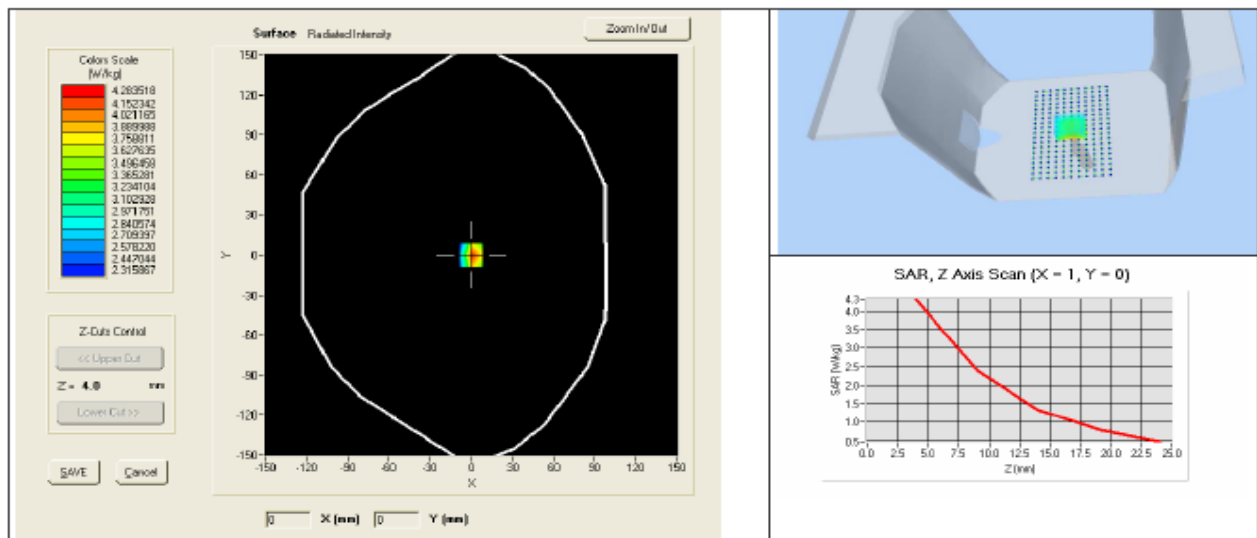 Surface Radiated Intensity
Zoom In/Out
Colors Scale
[W/kg]
4.283518
4.152342
4.021165
3.889988
3.758811
3.627635
3.496458
3.365281
3.234104
3.102928
2.971751
2.840574
2.709397
2.578220
2.447044
2.315867
Z-Cuts Control
<< Upper Cut
Z = 4.0 mm
Lower Cut >>
SAVE
Cancel
150
120
90
60
30
0
-30
-60
-90
-120
-150
Y
-150 -120 -90 -60 -30 0 30 60 90 120 150
X
0 X (mm) 0 Y (mm)
SAR, Z Axis Scan (X = 1, Y = 0)
4.3
4.0
3.5
3.0
2.5
2.0
1.5
1.0
0.5
SAR [W/kg]
0.0 2.5 5.0 7.5 10.0 12.5 15.0 17.5 20.0 22.5 25.0
Z [mm]